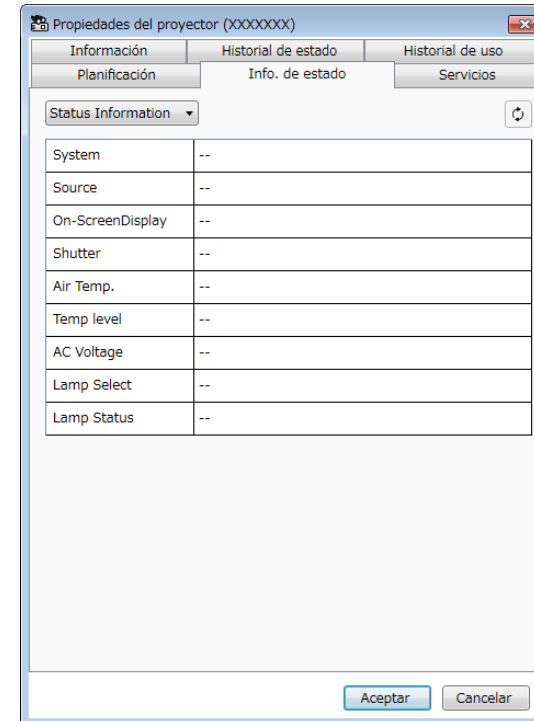 Propiedades del proyector (XXXXXXX)
Información Historial de estado Historial de uso
Planificación Info. de estado Servicios
Status Information
System --
Source --
On-ScreenDisplay --
Shutter --
Air Temp. --
Temp level --
AC Voltage --
Lamp Select --
Lamp Status --
Aceptar Cancelar